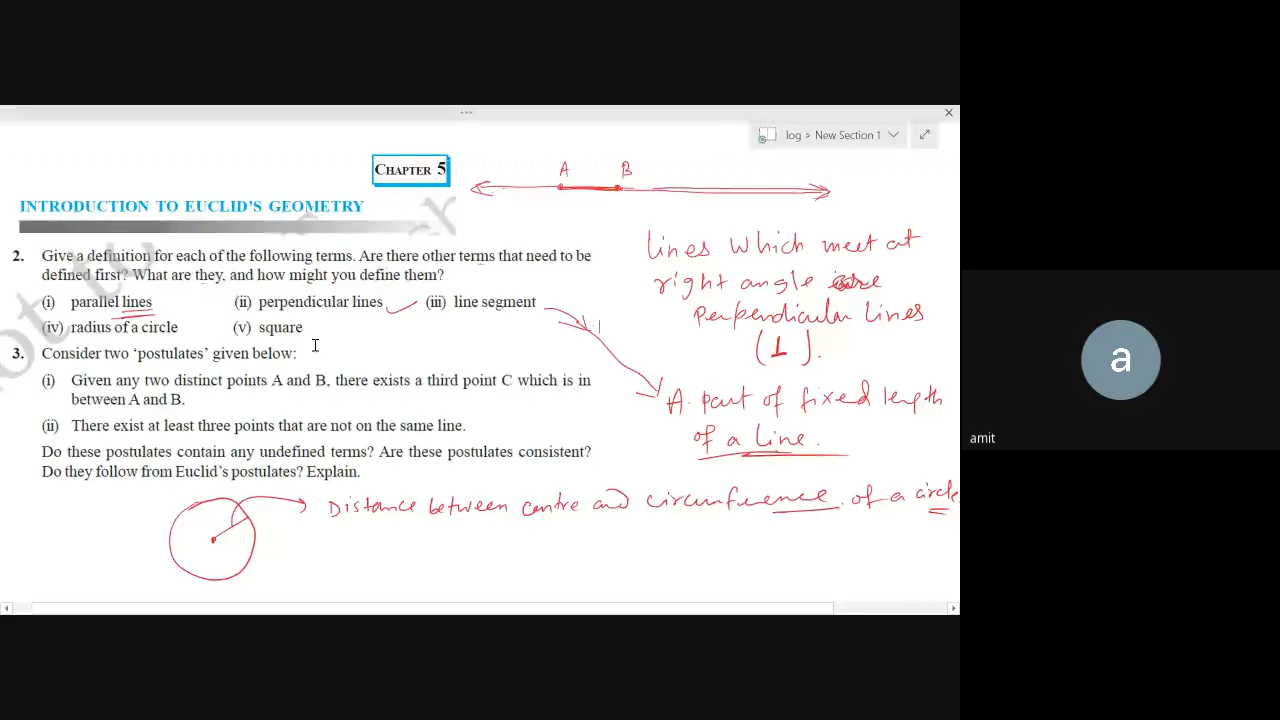 log > New Section 1
CHAPTER 5
A B
INTRODUCTION TO EUCLID'S GEOMETRY
2. Give a definition for each of the following terms. Are there other terms that need to be
defined first? What are they, and how might you define them?
(i) parallel lines (ii) perpendicular lines (iii) line segment
(iv) radius of a circle (v) square
3. Consider two 'postulates' given below:
(i) Given any two distinct points A and B, there exists a third point C which is in
between A and B.
(ii) There exist at least three points that are not on the same line.
Do these postulates contain any undefined terms? Are these postulates consistent?
Do they follow from Euclid's postulates? Explain.
lines which meet at
right angle are
perpendicular lines
(⊥).
A part of fixed length
of a line.
Distance between centre and circumference of a circle
a
amit